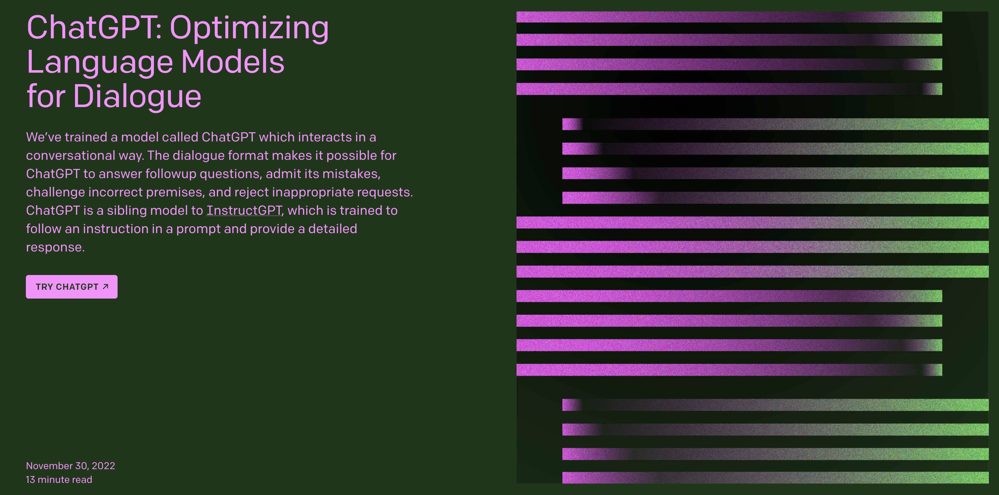 ChatGPT: Optimizing
Language Models
for Dialogue
We’ve trained a model called ChatGPT which interacts in a
conversational way. The dialogue format makes it possible for
ChatGPT to answer followup questions, admit its mistakes,
challenge incorrect premises, and reject inappropriate requests.
ChatGPT is a sibling model to InstructGPT, which is trained to
follow an instruction in a prompt and provide a detailed
response.
TRY CHATGPT ↗
November 30, 2022
13 minute read